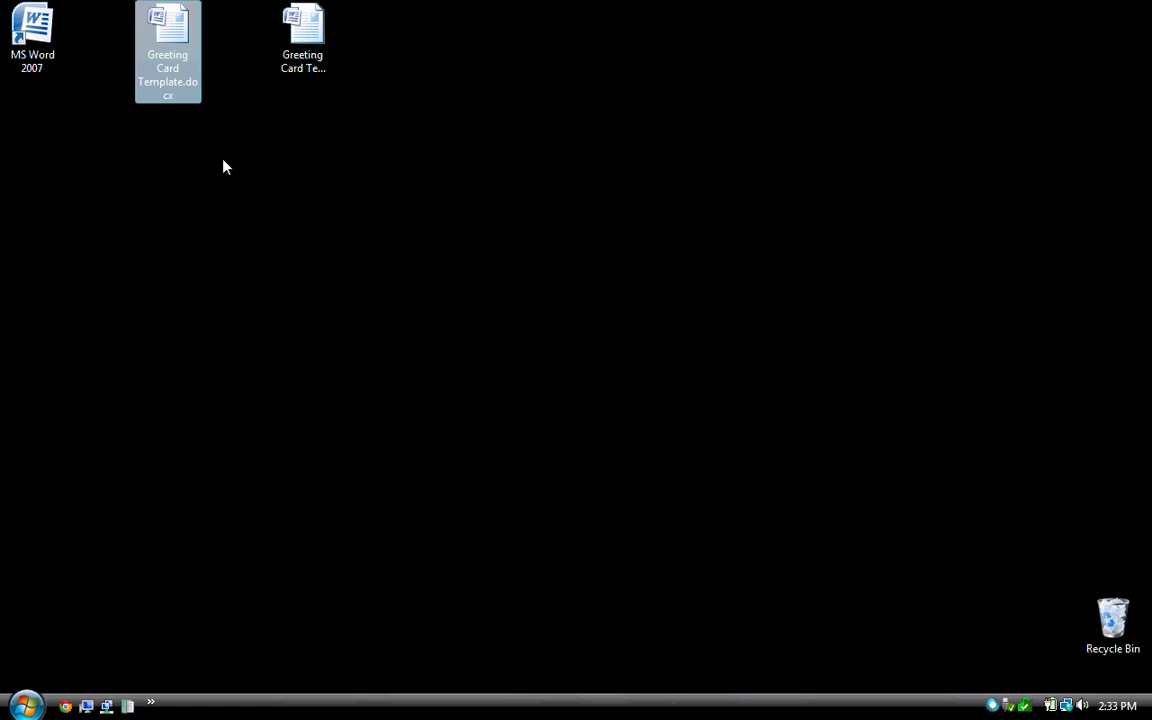 MS Word
2007
Greeting
Card
Template.do
cx
Greeting
Card Te...
Recycle Bin
2:33 PM